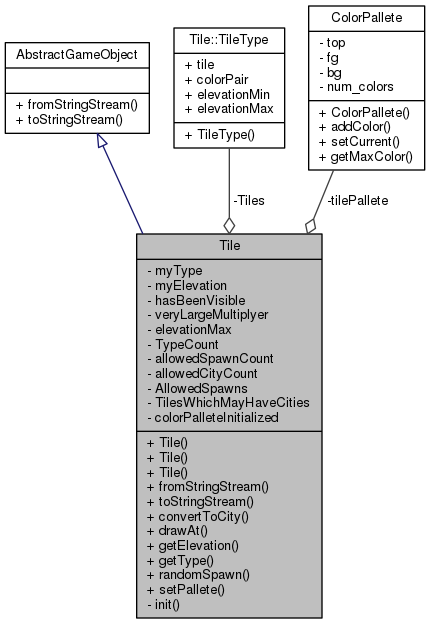 AbstractGameObject
+ fromStringStream()
+ toStringStream()
Tile::TileType
+ tile
+ colorPair
+ elevationMin
+ elevationMax
+ TileType()
ColorPallete
- top
- fg
- bg
- num_colors
+ ColorPallete()
+ addColor()
+ setCurrent()
+ getMaxColor()
-Tiles
-tilePallete
Tile
- myType
- myElevation
- hasBeenVisible
- veryLargeMultiplyer
- elevationMax
- TypeCount
- allowedSpawnCount
- allowedCityCount
- AllowedSpawns
- TilesWhichMayHaveCities
- colorPalleteInitialized
+ Tile()
+ Tile()
+ Tile()
+ fromStringStream()
+ toStringStream()
+ convertToCity()
+ drawAt()
+ getElevation()
+ getType()
+ randomSpawn()
+ setPallete()
- init()